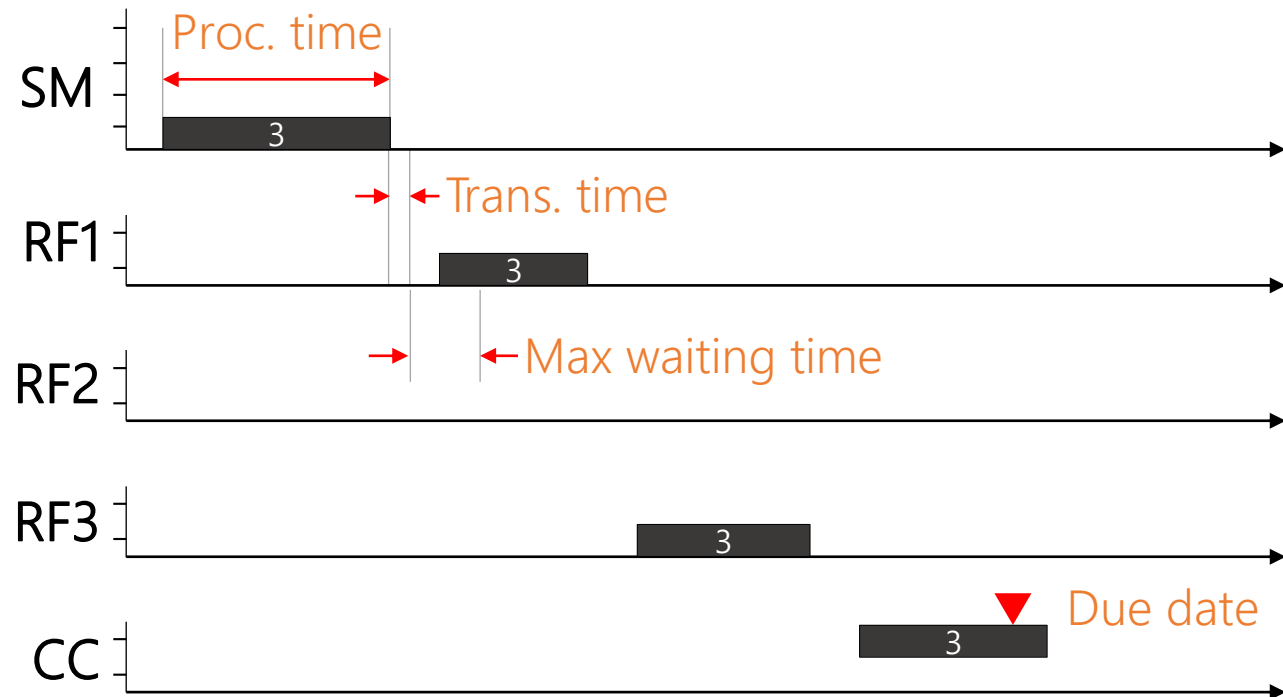 Proc. time
SM
3
Trans. time
RF1
3
Max waiting time
RF2
RF3
3
Due date
CC
3